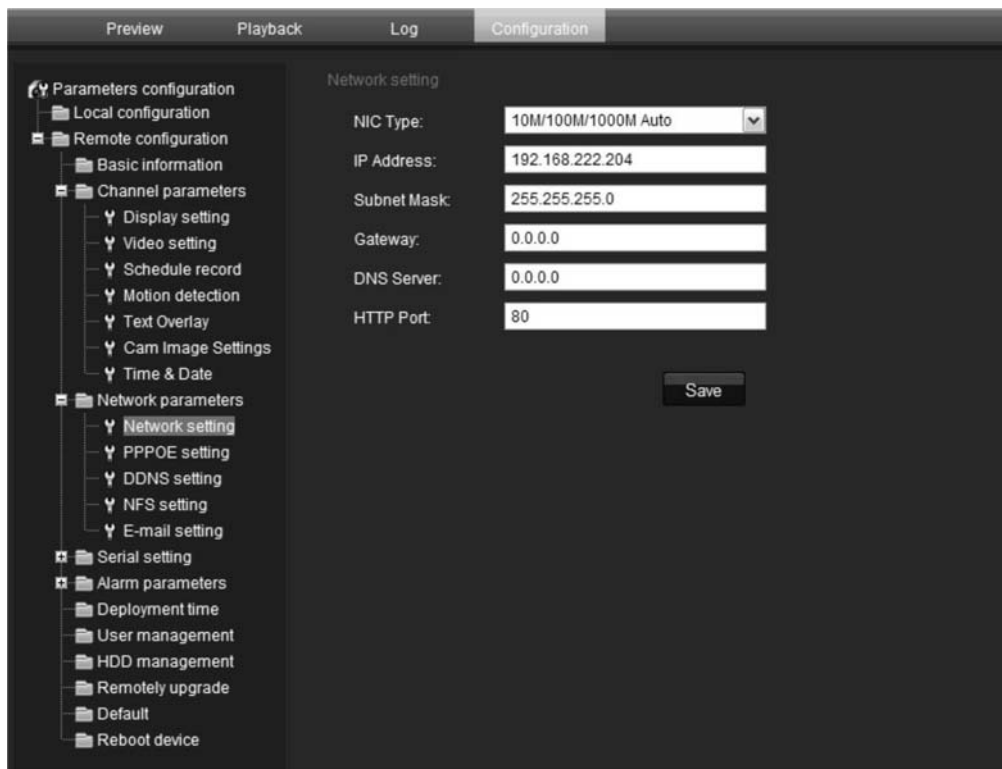 Preview Playback Log Configuration
Parameters configuration
Local configuration
Remote configuration
Basic information
Channel parameters
Display setting
Video setting
Schedule record
Motion detection
Text Overlay
Cam Image Settings
Time & Date
Network parameters
Network setting
PPPOE setting
DDNS setting
NFS setting
E-mail setting
Serial setting
Alarm parameters
Deployment time
User management
HDD management
Remotely upgrade
Default
Reboot device
Network setting
NIC Type: 10M/100M/1000M Auto
IP Address: 192.168.222.204
Subnet Mask: 255.255.255.0
Gateway: 0.0.0.0
DNS Server: 0.0.0.0
HTTP Port: 80
Save